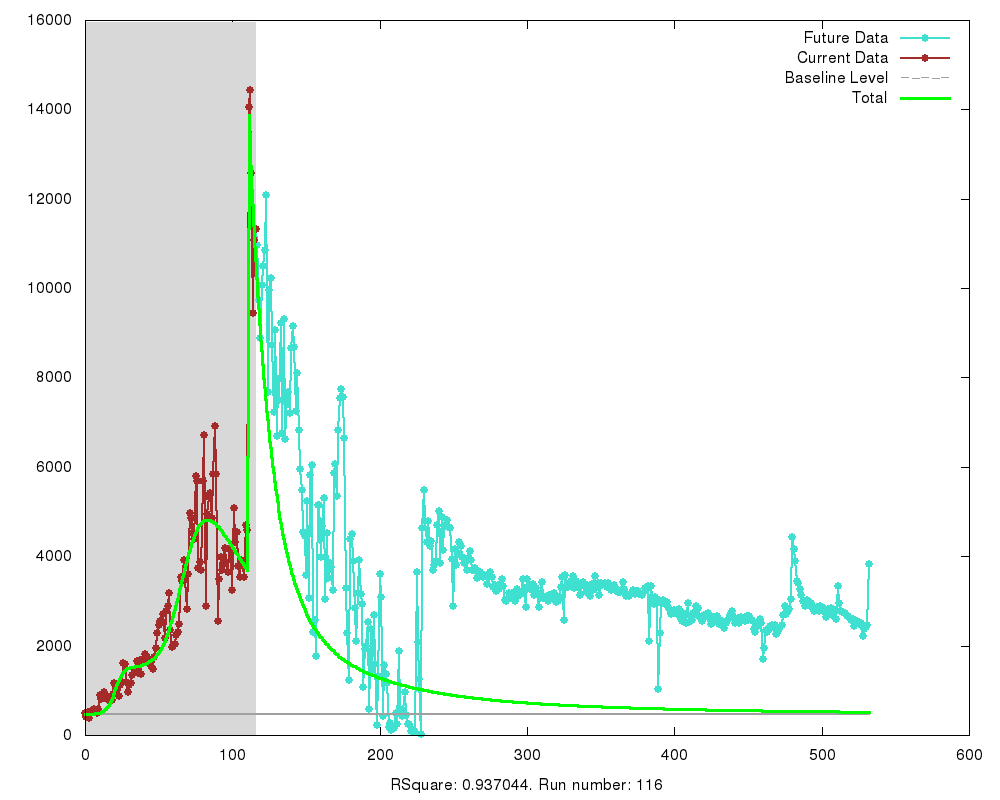 16000
14000
12000
10000
8000
6000
4000
2000
0
0 100 200 300 400 500 600
Future Data
Current Data
Baseline Level
Total
RSquare: 0.937044. Run number: 116